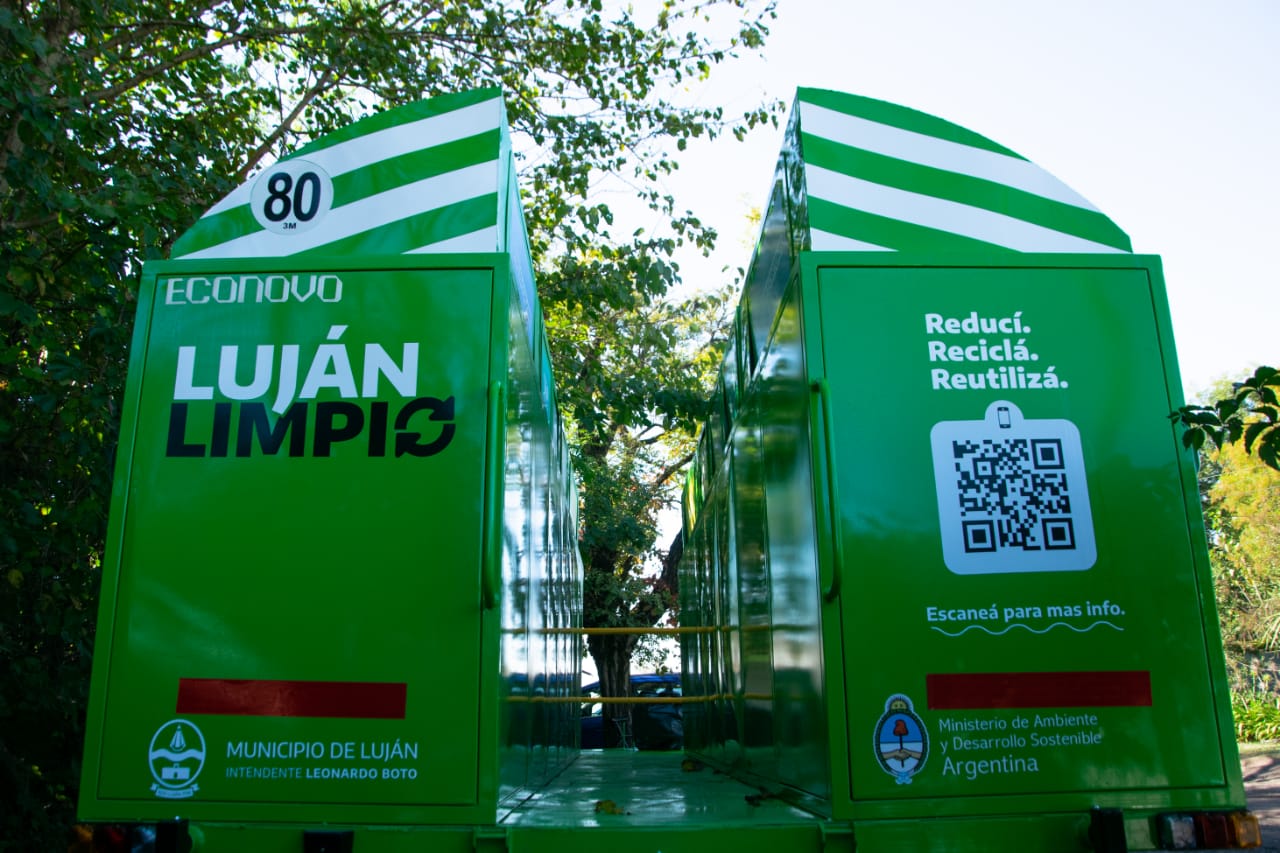 80
3M
ECONOVO
LUJÁN
LIMPIO
MUNICIPIO DE LUJÁN
INTENDENTE LEONARDO BOTO
Reducí.
Reciclá.
Reutilizá.
Escaneá para mas info.
Ministerio de Ambiente
y Desarrollo Sostenible
Argentina